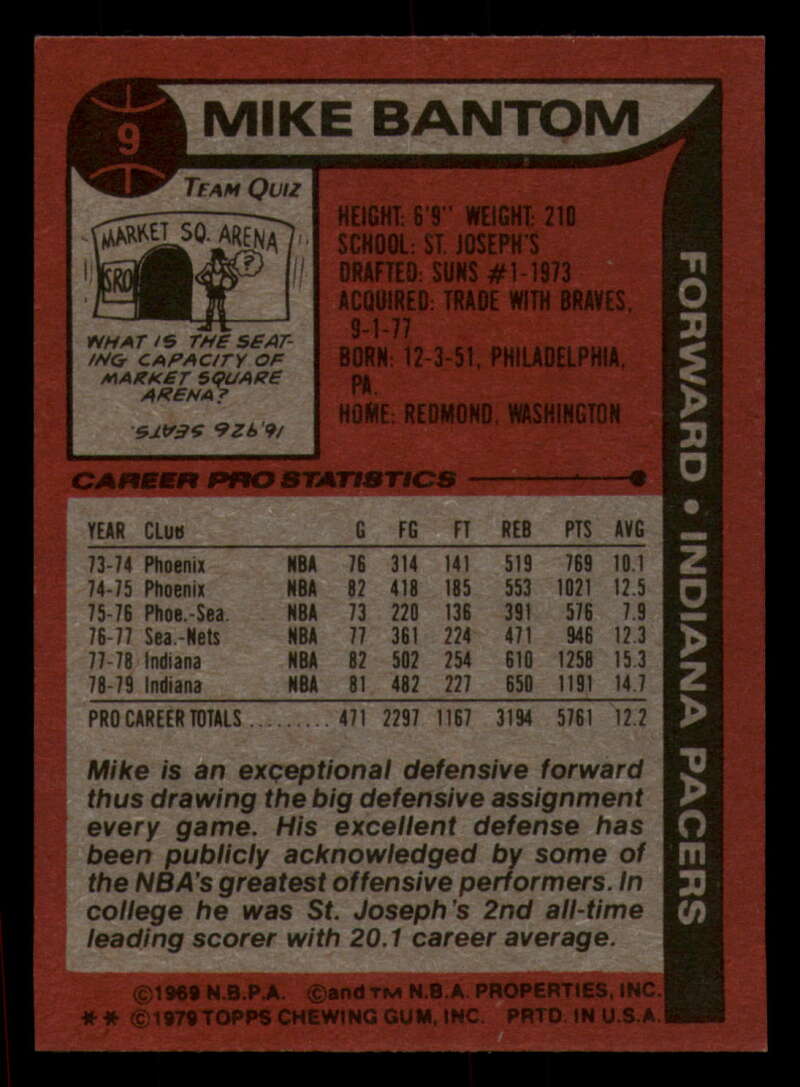 9
MIKE BANTOM
TEAM QUIZ
MARKET SQ. ARENA
SRO
?
WHAT IS THE SEAT-
ING CAPACITY OF
MARKET SQUARE
ARENA?
16,926 SEATS.
HEIGHT: 6'9" WEIGHT: 210
SCHOOL: ST. JOSEPH'S
DRAFTED: SUNS #1-1973
ACQUIRED: TRADE WITH BRAVES,
9-1-77
BORN: 12-3-51, PHILADELPHIA,
PA.
HOME: REDMOND, WASHINGTON
FORWARD • INDIANA PACERS
CAREER PRO STATISTICS
YEAR CLUB G FG FT REB PTS AVG
73-74 Phoenix NBA 76 314 141 519 769 10.1
74-75 Phoenix NBA 82 418 185 553 1021 12.5
75-76 Phoe.-Sea. NBA 73 220 136 391 576 7.9
76-77 Sea.-Nets NBA 77 361 224 471 946 12.3
77-78 Indiana NBA 82 502 254 610 1258 15.3
78-79 Indiana NBA 81 482 227 650 1191 14.7
PRO CAREER TOTALS ......... 471 2297 1167 3194 5761 12.2
Mike is an exceptional defensive forward
thus drawing the big defensive assignment
every game. His excellent defense has
been publicly acknowledged by some of
the NBA's greatest offensive performers. In
college he was St. Joseph's 2nd all-time
leading scorer with 20.1 career average.
©1969 N.B.P.A. ©and TM N.B.A. PROPERTIES, INC.
** ©1979 TOPPS CHEWING GUM, INC. PRTD. IN U.S.A.